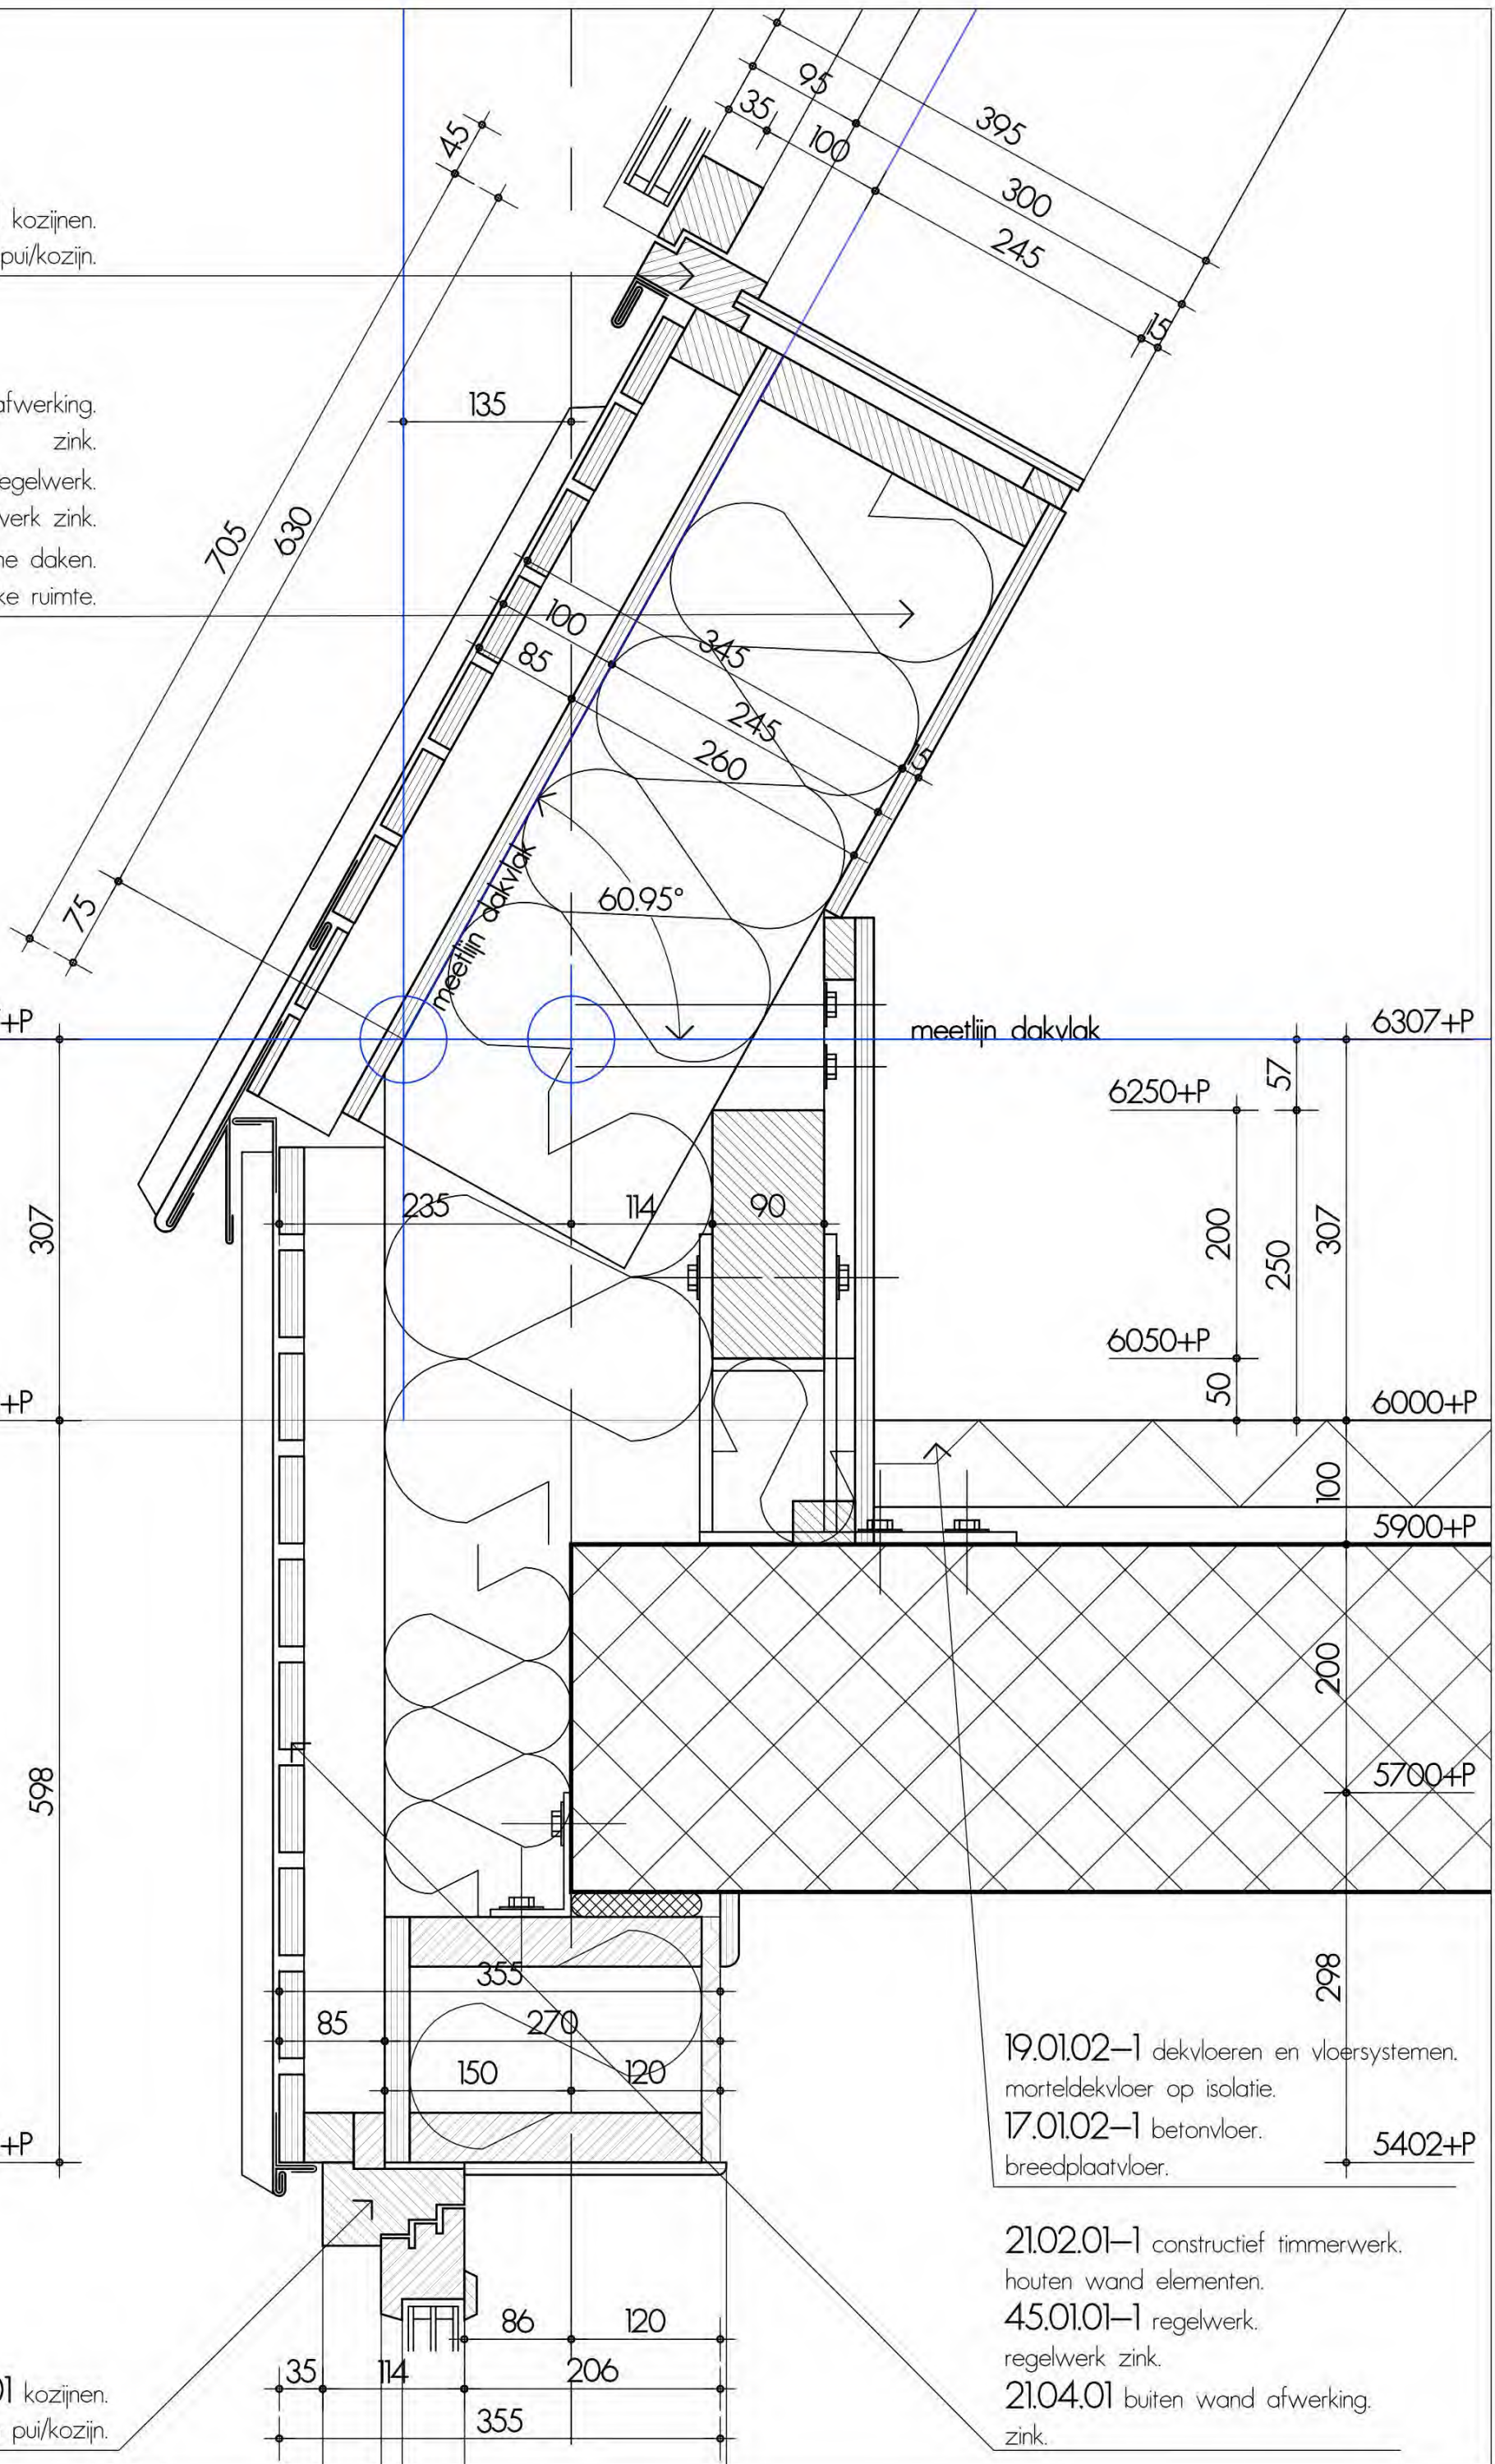 45
95
35
100
395
300
245
15
kozijnen.
pui/kozijn.
135
afwerking.
zink.
regelwerk.
werk zink.
ne daken.
ke ruimte.
705
630
100
85
345
245
260
15
75
60.95°
meetlijn dakvlak
+P
meetlijn dakvlak
6307+P
57
6250+P
307
235
114
90
200
250
307
6050+P
50
+P
6000+P
100
5900+P
200
598
5700+P
298
355
85
270
150
120
+P
5402+P
19.01.02-1 dekvloeren en vloersystemen.
morteldekvloer op isolatie.
17.01.02-1 betonvloer.
breedplaatvloer.
21.02.01-1 constructief timmerwerk.
houten wand elementen.
45.01.01-1 regelwerk.
regelwerk zink.
21.04.01 buiten wand afwerking.
zink.
86
120
35
114
206
355
01 kozijnen.
pui/kozijn.